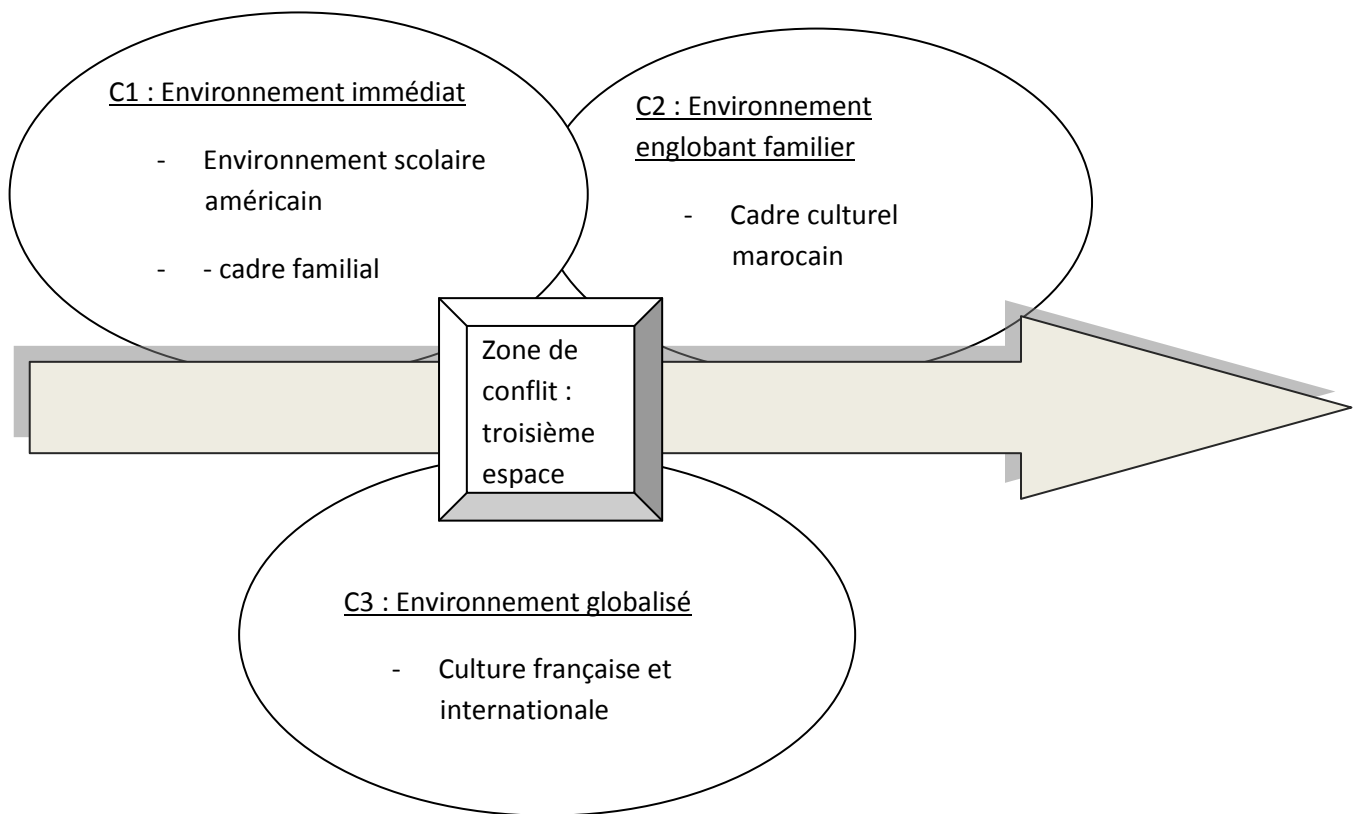 C1 : Environnement immédiat
- Environnement scolaire
américain
- - cadre familial
C2 : Environnement
englobant familier
- Cadre culturel
marocain
Zone de
conflit :
troisième
espace
C3 : Environnement globalisé
- Culture française et
internationale